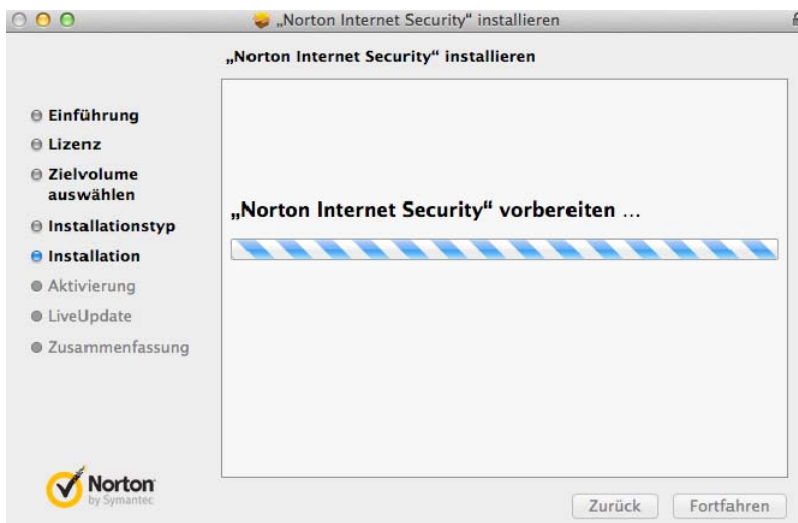 „Norton Internet Security“ installieren
„Norton Internet Security“ installieren
Einführung
Lizenz
Zielvolume
auswählen
Installationstyp
Installation
Aktivierung
LiveUpdate
Zusammenfassung
„Norton Internet Security“ vorbereiten ...
Norton
by Symantec
Zurück
Fortfahren